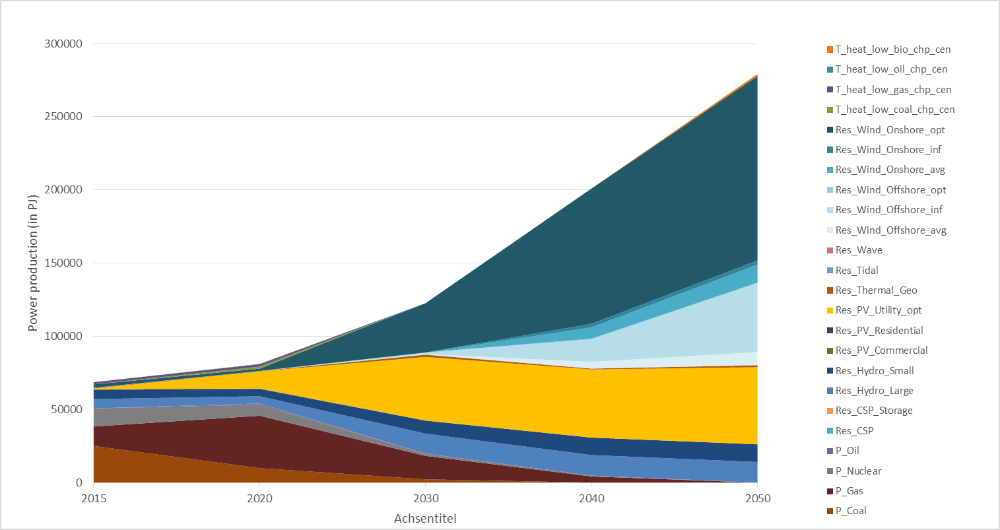 300000
250000
200000
150000
100000
50000
0
Power production (in PJ)
2015
2020
2030
2040
2050
Achsentitel
T_heat_low_bio_chp_cen
T_heat_low_oil_chp_cen
T_heat_low_gas_chp_cen
T_heat_low_coal_chp_cen
Res_Wind_Onshore_opt
Res_Wind_Onshore_inf
Res_Wind_Onshore_avg
Res_Wind_Offshore_opt
Res_Wind_Offshore_inf
Res_Wind_Offshore_avg
Res_Wave
Res_Tidal
Res_Thermal_Geo
Res_PV_Utility_opt
Res_PV_Residential
Res_PV_Commercial
Res_Hydro_Small
Res_Hydro_Large
Res_CSP_Storage
Res_CSP
P_Oil
P_Nuclear
P_Gas
P_Coal